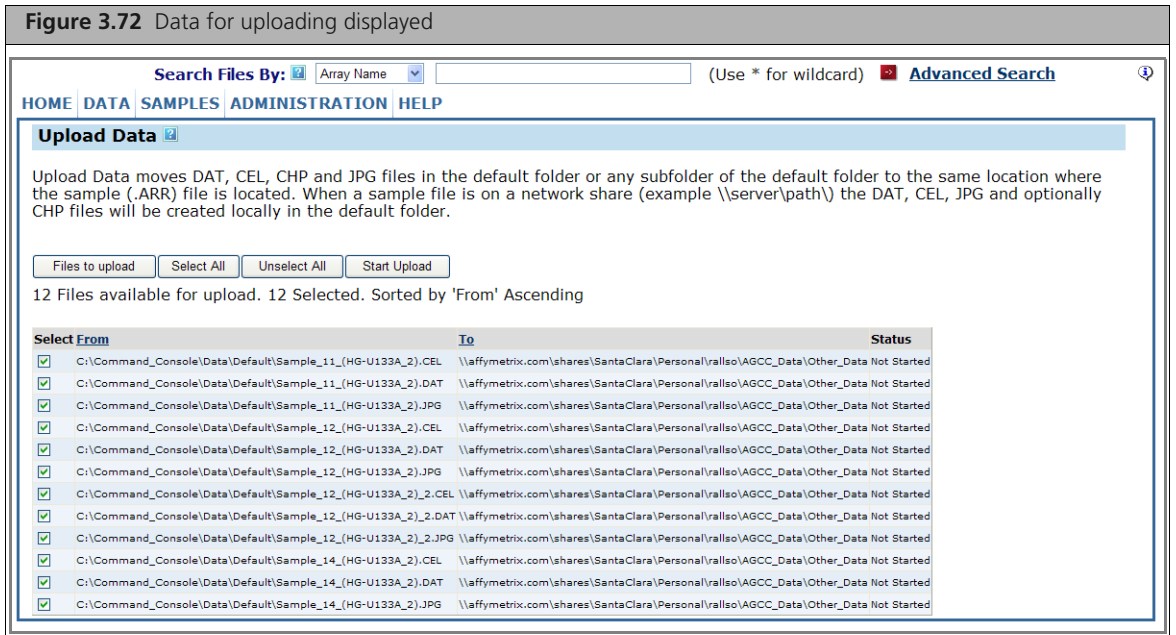 Figure 3.72 Data for uploading displayed
Search Files By: ? Array Name (Use * for wildcard) Advanced Search
HOME DATA SAMPLES ADMINISTRATION HELP
Upload Data ?
Upload Data moves DAT, CEL, CHP and JPG files in the default folder or any subfolder of the default folder to the same location where
the sample (.ARR) file is located. When a sample file is on a network share (example \\server\path\) the DAT, CEL, JPG and optionally
CHP files will be created locally in the default folder.
Files to upload Select All Unselect All Start Upload
12 Files available for upload. 12 Selected. Sorted by 'From' Ascending
Select From To Status
C:\Command_Console\Data\Default\Sample_11_(HG-U133A_2).CEL \\affymetrix.com\shares\SantaClara\Personal\rallso\AGCC_Data\Other_Data Not Started
C:\Command_Console\Data\Default\Sample_11_(HG-U133A_2).DAT \\affymetrix.com\shares\SantaClara\Personal\rallso\AGCC_Data\Other_Data Not Started
C:\Command_Console\Data\Default\Sample_11_(HG-U133A_2).JPG \\affymetrix.com\shares\SantaClara\Personal\rallso\AGCC_Data\Other_Data Not Started
C:\Command_Console\Data\Default\Sample_12_(HG-U133A_2).CEL \\affymetrix.com\shares\SantaClara\Personal\rallso\AGCC_Data\Other_Data Not Started
C:\Command_Console\Data\Default\Sample_12_(HG-U133A_2).DAT \\affymetrix.com\shares\SantaClara\Personal\rallso\AGCC_Data\Other_Data Not Started
C:\Command_Console\Data\Default\Sample_12_(HG-U133A_2).JPG \\affymetrix.com\shares\SantaClara\Personal\rallso\AGCC_Data\Other_Data Not Started
C:\Command_Console\Data\Default\Sample_12_(HG-U133A_2)_2.CEL \\affymetrix.com\shares\SantaClara\Personal\rallso\AGCC_Data\Other_Data Not Started
C:\Command_Console\Data\Default\Sample_12_(HG-U133A_2)_2.DAT \\affymetrix.com\shares\SantaClara\Personal\rallso\AGCC_Data\Other_Data Not Started
C:\Command_Console\Data\Default\Sample_12_(HG-U133A_2)_2.JPG \\affymetrix.com\shares\SantaClara\Personal\rallso\AGCC_Data\Other_Data Not Started
C:\Command_Console\Data\Default\Sample_14_(HG-U133A_2).CEL \\affymetrix.com\shares\SantaClara\Personal\rallso\AGCC_Data\Other_Data Not Started
C:\Command_Console\Data\Default\Sample_14_(HG-U133A_2).DAT \\affymetrix.com\shares\SantaClara\Personal\rallso\AGCC_Data\Other_Data Not Started
C:\Command_Console\Data\Default\Sample_14_(HG-U133A_2).JPG \\affymetrix.com\shares\SantaClara\Personal\rallso\AGCC_Data\Other_Data Not Started